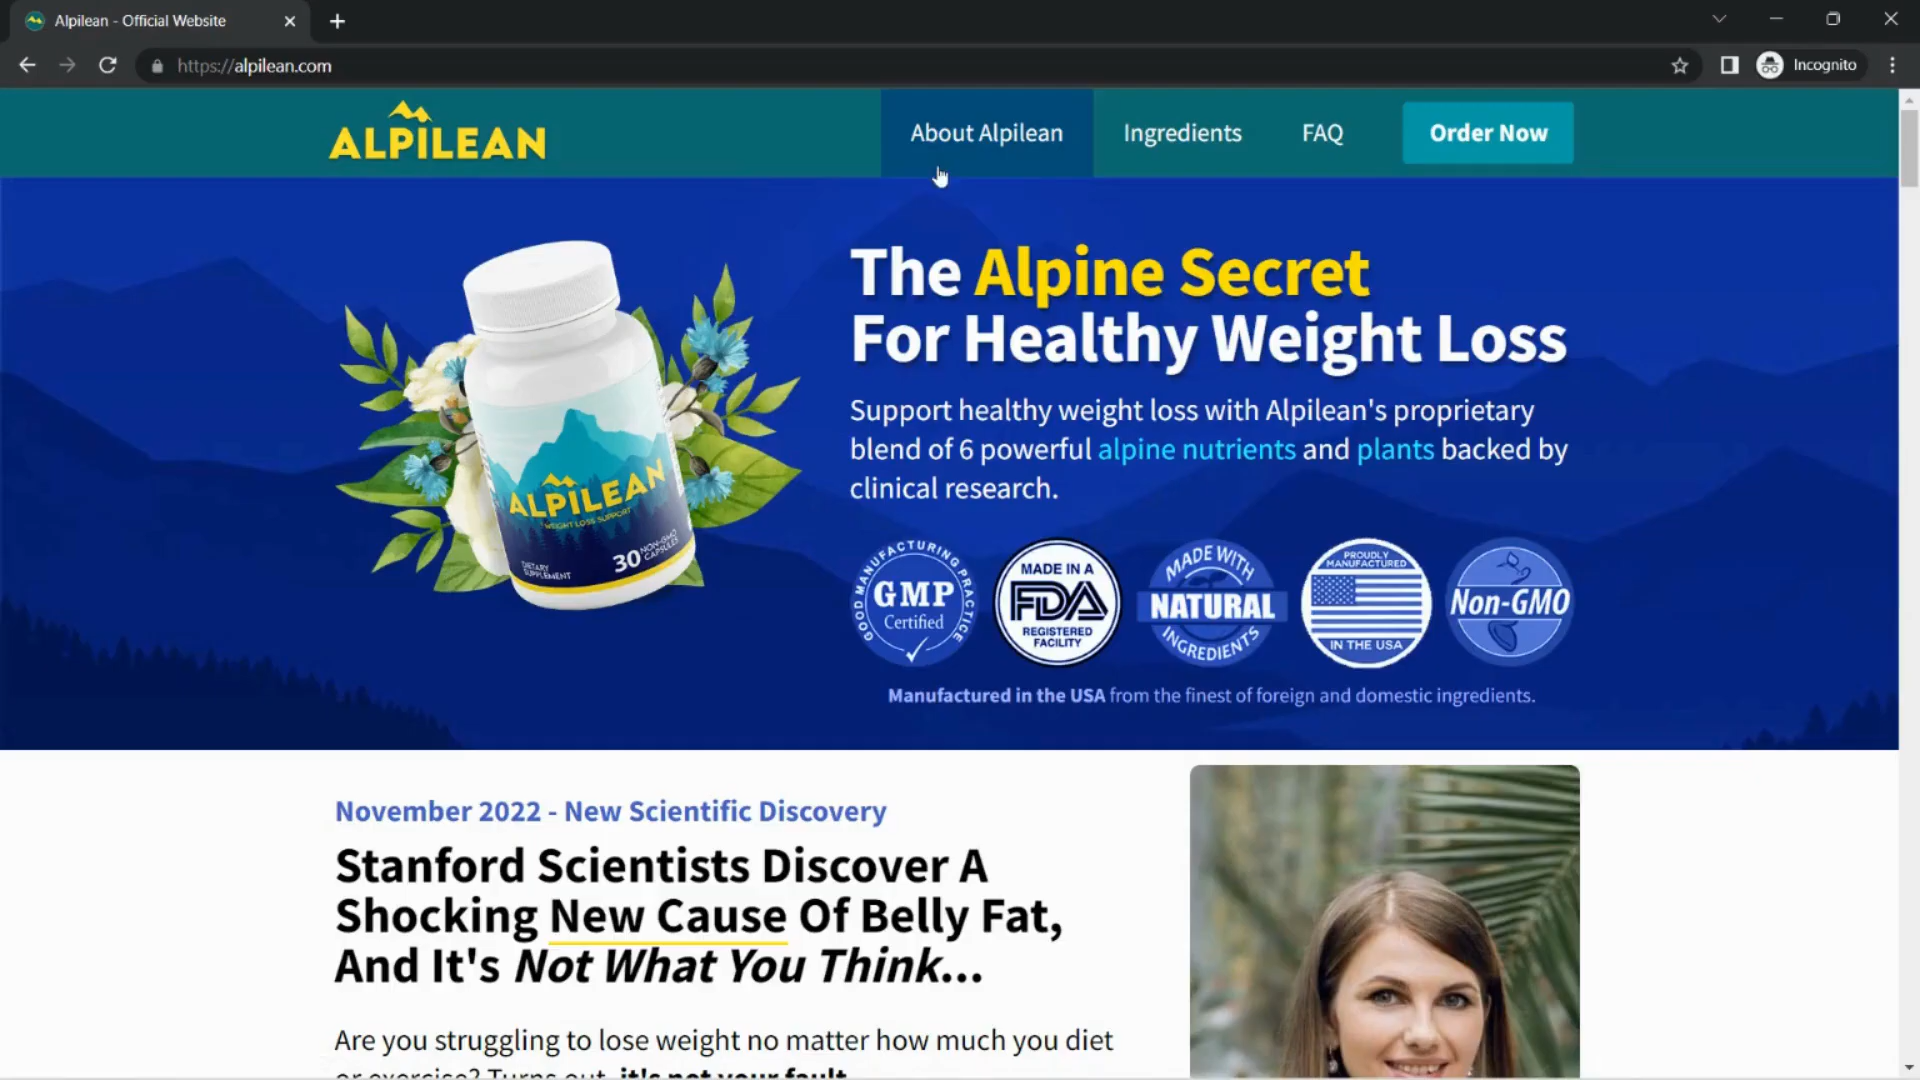 Alpilean - Official Website
https://alpilean.com
Incognito
ALPILEAN
About Alpilean
Ingredients
FAQ
Order Now
The Alpine Secret
For Healthy Weight Loss
Support healthy weight loss with Alpilean's proprietary
blend of 6 powerful alpine nutrients and plants backed by
clinical research.
ALPILEAN
WEIGHT LOSS SUPPORT
DIETARY
SUPPLEMENT
30 NON-GMO
CAPSULES
GOOD MANUFACTURING PRACTICE
GMP
Certified
MADE IN A
FDA
REGISTERED
FACILITY
MADE WITH
NATURAL
INGREDIENTS
PROUDLY
MANUFACTURED
IN THE USA
Non-GMO
Manufactured in the USA from the finest of foreign and domestic ingredients.
November 2022 - New Scientific Discovery
Stanford Scientists Discover A
Shocking New Cause Of Belly Fat,
And It's Not What You Think...
Are you struggling to lose weight no matter how much you diet
or exercise? Turns out, it's not your fault